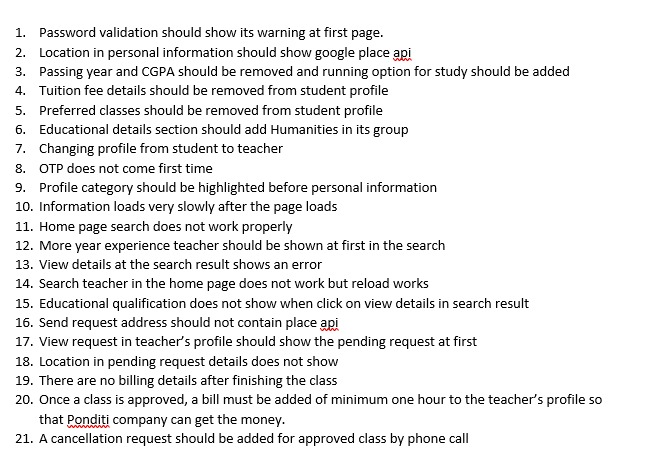 1. Password validation should show its warning at first page.
2. Location in personal information should show google place api
3. Passing year and CGPA should be removed and running option for study should be added
4. Tuition fee details should be removed from student profile
5. Preferred classes should be removed from student profile
6. Educational details section should add Humanities in its group
7. Changing profile from student to teacher
8. OTP does not come first time
9. Profile category should be highlighted before personal information
10. Information loads very slowly after the page loads
11. Home page search does not work properly
12. More year experience teacher should be shown at first in the search
13. View details at the search result shows an error
14. Search teacher in the home page does not work but reload works
15. Educational qualification does not show when click on view details in search result
16. Send request address should not contain place api
17. View request in teacher's profile should show the pending request at first
18. Location in pending request details does not show
19. There are no billing details after finishing the class
20. Once a class is approved, a bill must be added of minimum one hour to the teacher's profile so
that Ponditi company can get the money.
21. A cancellation request should be added for approved class by phone call